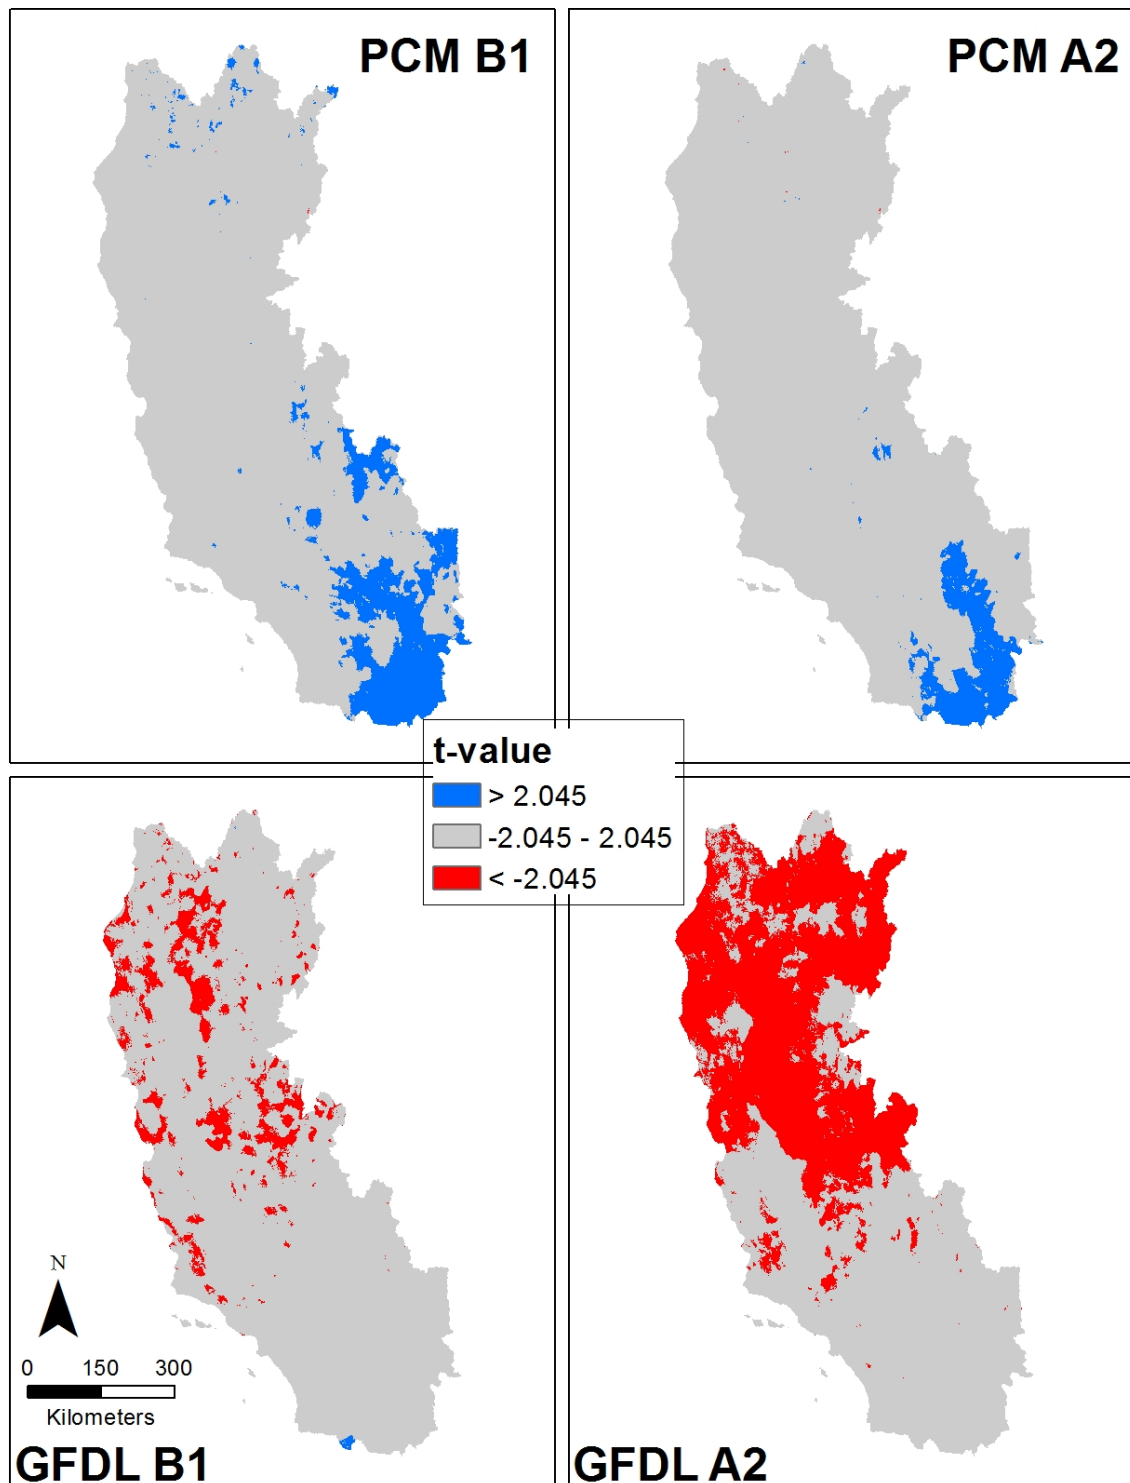 PCM B1
PCM A2
t-value
> 2.045
-2.045 - 2.045
< -2.045
N
0 150 300
Kilometers
GFDL B1
GFDL A2